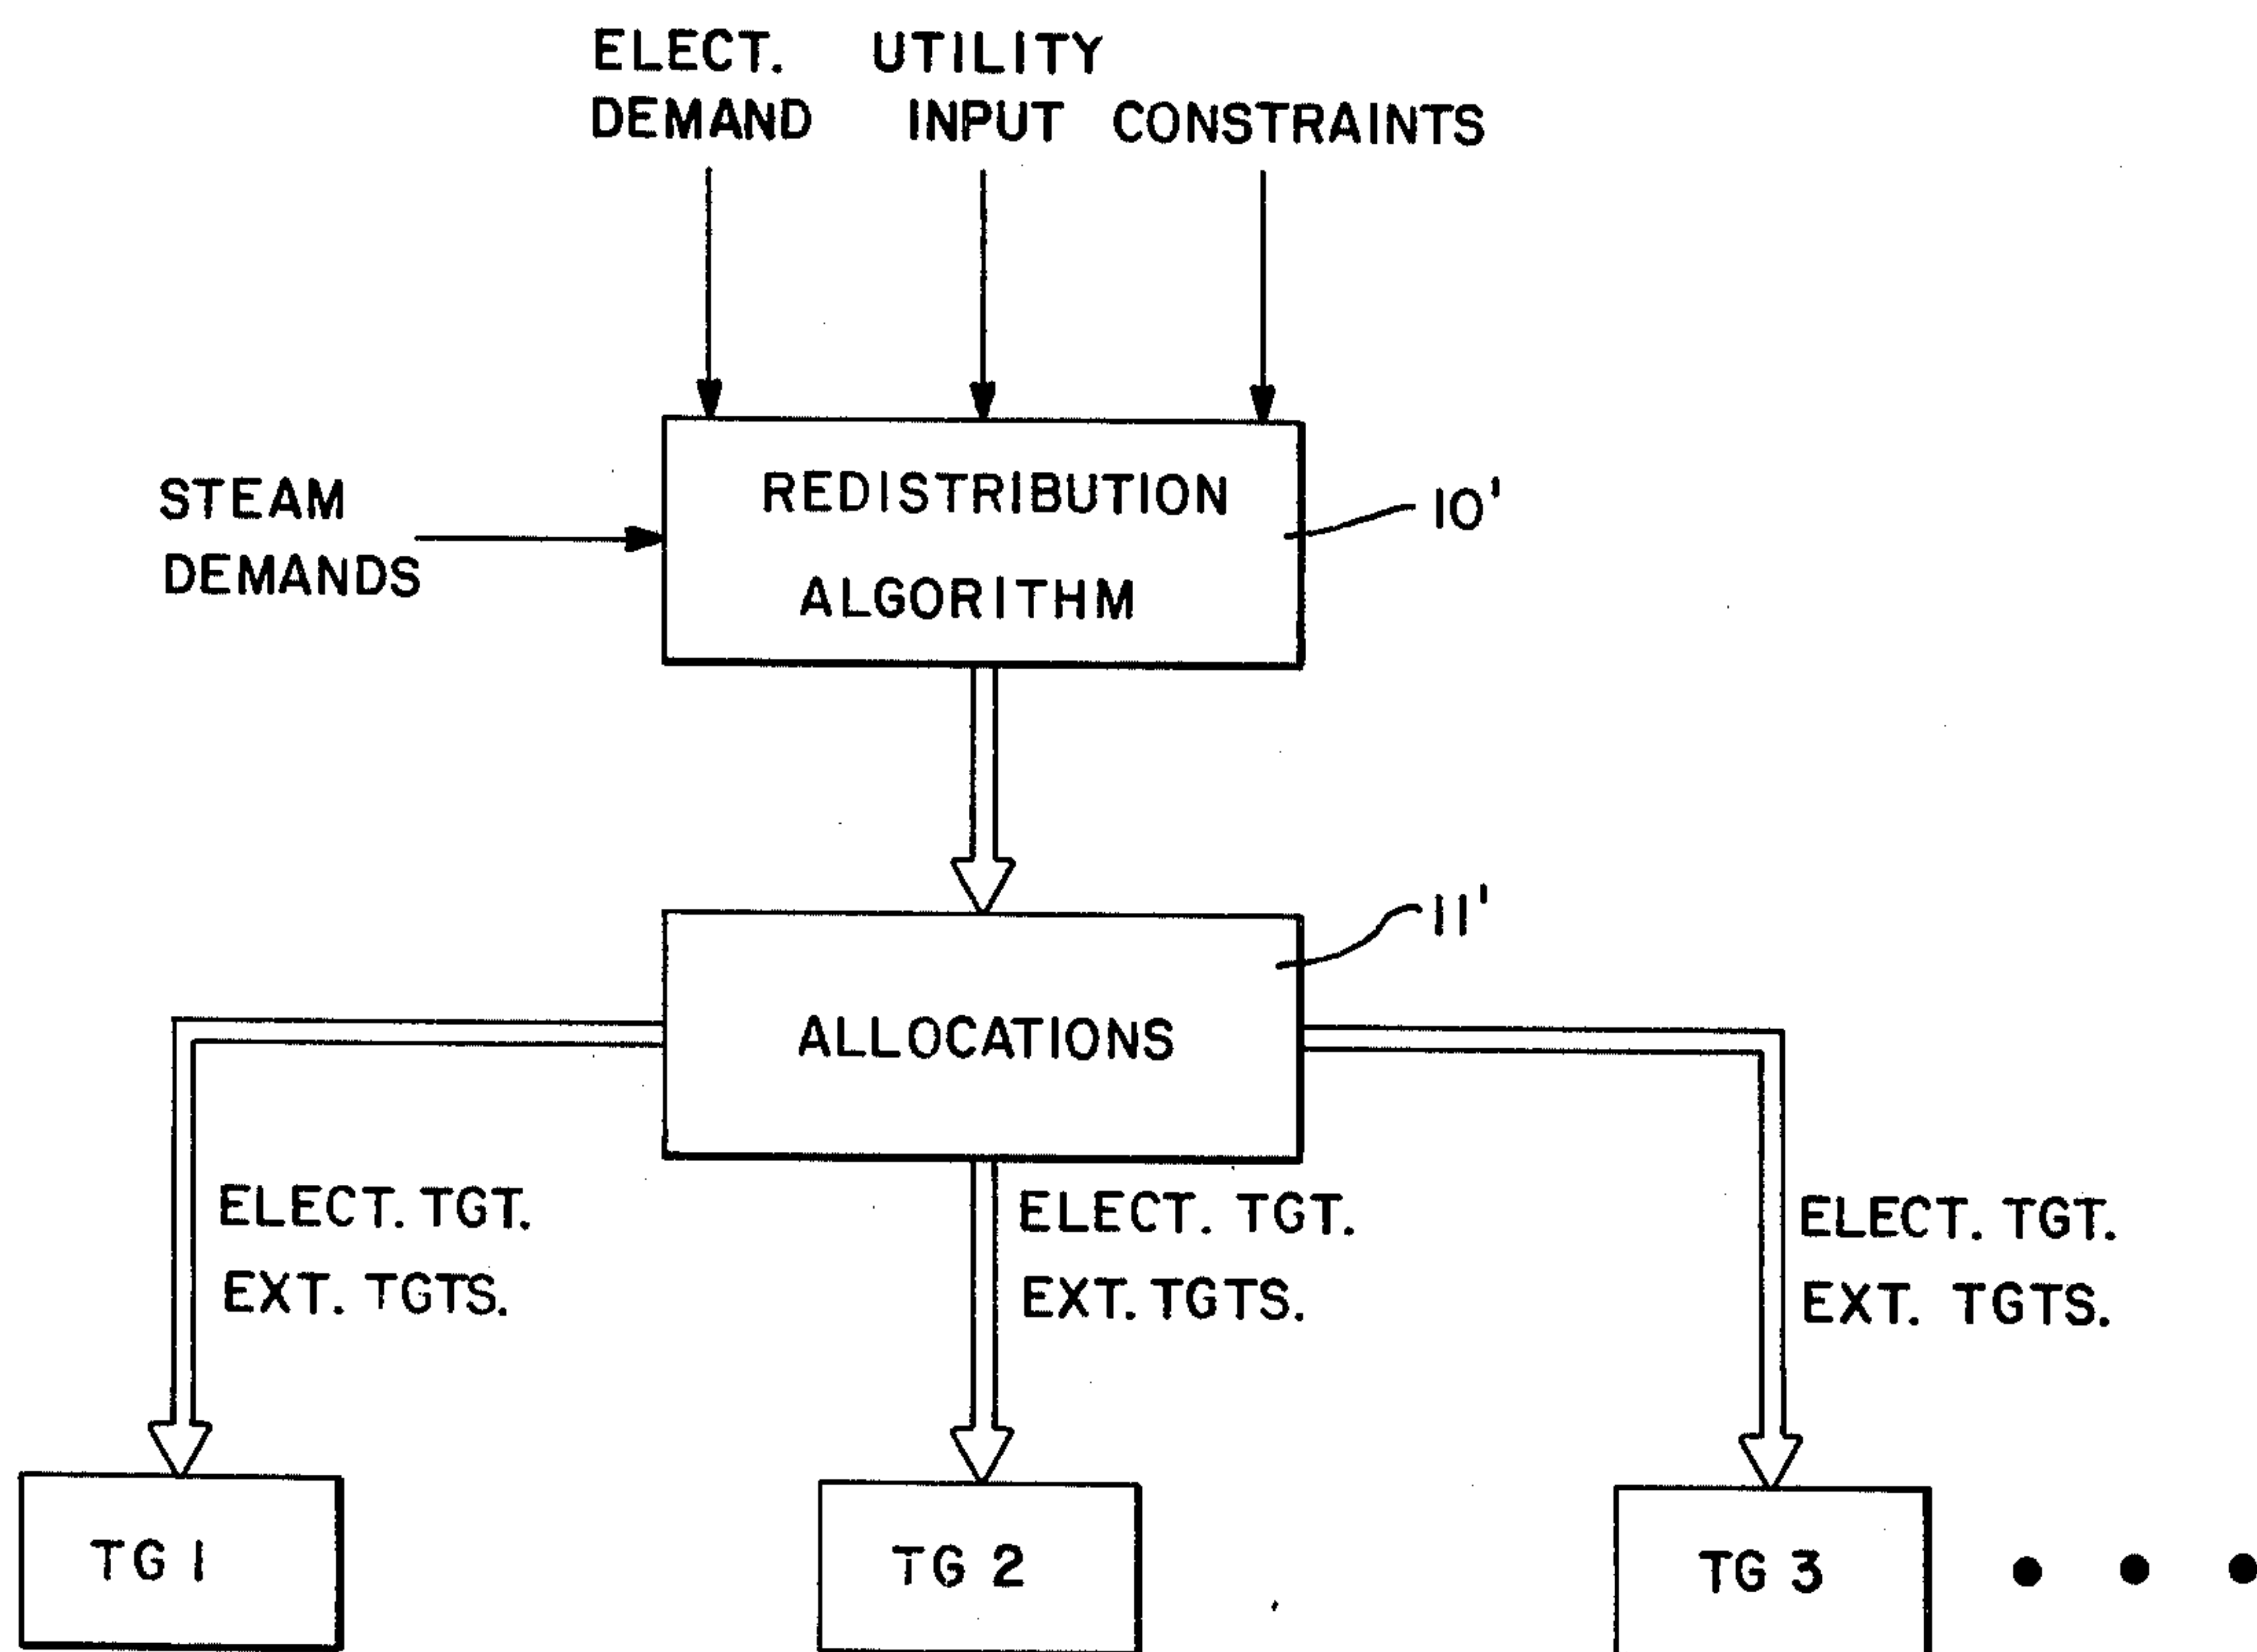 ELECT. UTILITY
DEMAND INPUT CONSTRAINTS
STEAM
DEMANDS
REDISTRIBUTION
ALGORITHM
10'
11'
ALLOCATIONS
ELECT. TGT.
EXT. TGTS.
ELECT. TGT.
EXT. TGTS.
ELECT. TGT.
EXT. TGTS.
TG 1
TG 2
TG 3 • • •